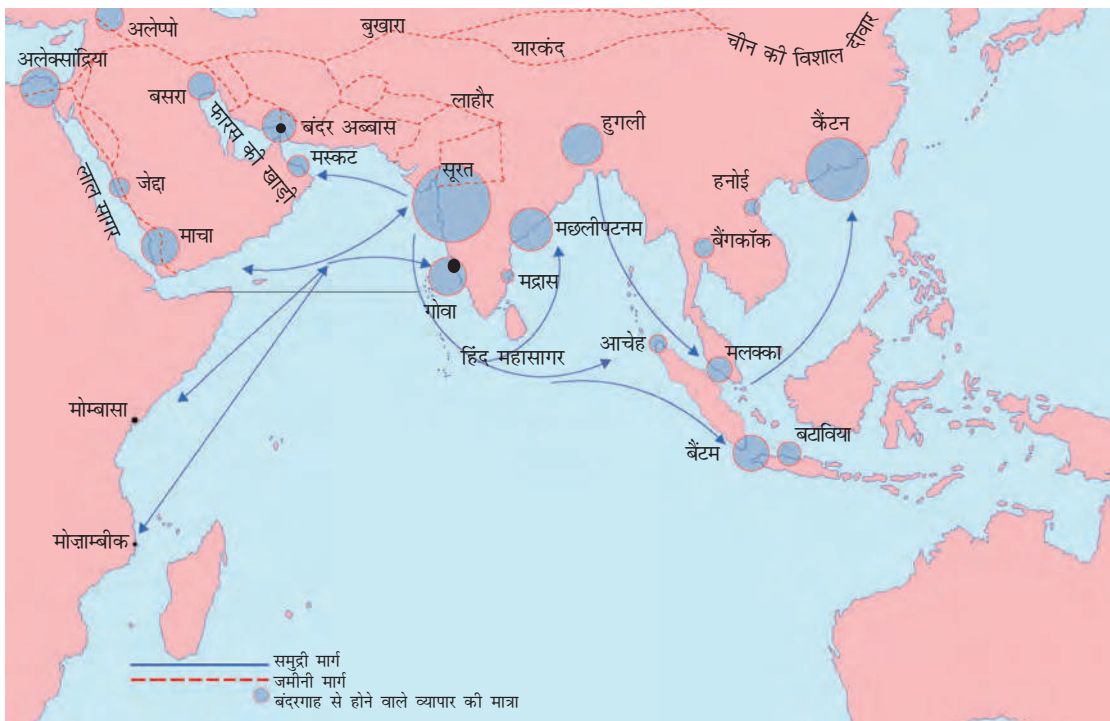 अलेप्पो
बुखारा
यारकंद
चीन की विशाल दीवार
अलेक्सांद्रिया
बसरा
लाहौर
फारस की खाड़ी
बंदर अब्बास
हुगली
कैंटन
मस्कट
सूरत
हनोई
लाल सागर
जेद्दा
माचा
मछलीपटनम
बैंगकॉक
मद्रास
गोवा
आचेह
हिंद महासागर
मलक्का
मोम्बासा
बटाविया
बैंटम
मोज़ाम्बीक
समुद्री मार्ग
जमीनी मार्ग
बंदरगाह से होने वाले व्यापार की मात्रा